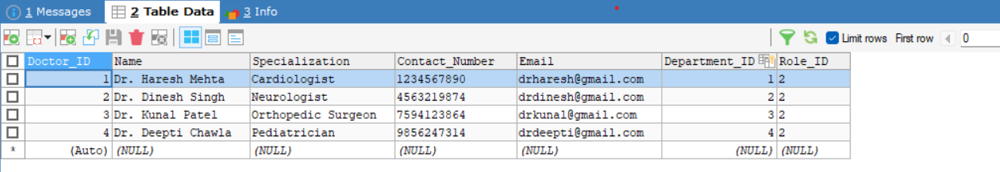 1 Messages 2 Table Data 3 Info
Limit rows First row 0
Doctor_ID Name Specialization Contact_Number Email Department_ID Role_ID
1 Dr. Haresh Mehta Cardiologist 1234567890 drharesh@gmail.com 1 2
2 Dr. Dinesh Singh Neurologist 4563219874 drdinesh@gmail.com 2 2
3 Dr. Kunal Patel Orthopedic Surgeon 7594123864 drkunal@gmail.com 3 2
4 Dr. Deepti Chawla Pediatrician 9856247314 drdeepti@gmail.com 4 2
* (Auto) (NULL) (NULL) (NULL) (NULL) (NULL) (NULL)